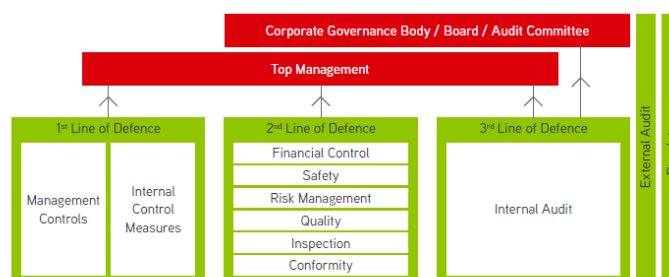 Corporate Governance Body / Board / Audit Committee
Top Management
1st Line of Defence
2nd Line of Defence
3rd Line of Defence
Management
Controls
Internal
Control
Measures
Financial Control
Safety
Risk Management
Quality
Inspection
Conformity
Internal Audit
External Audit